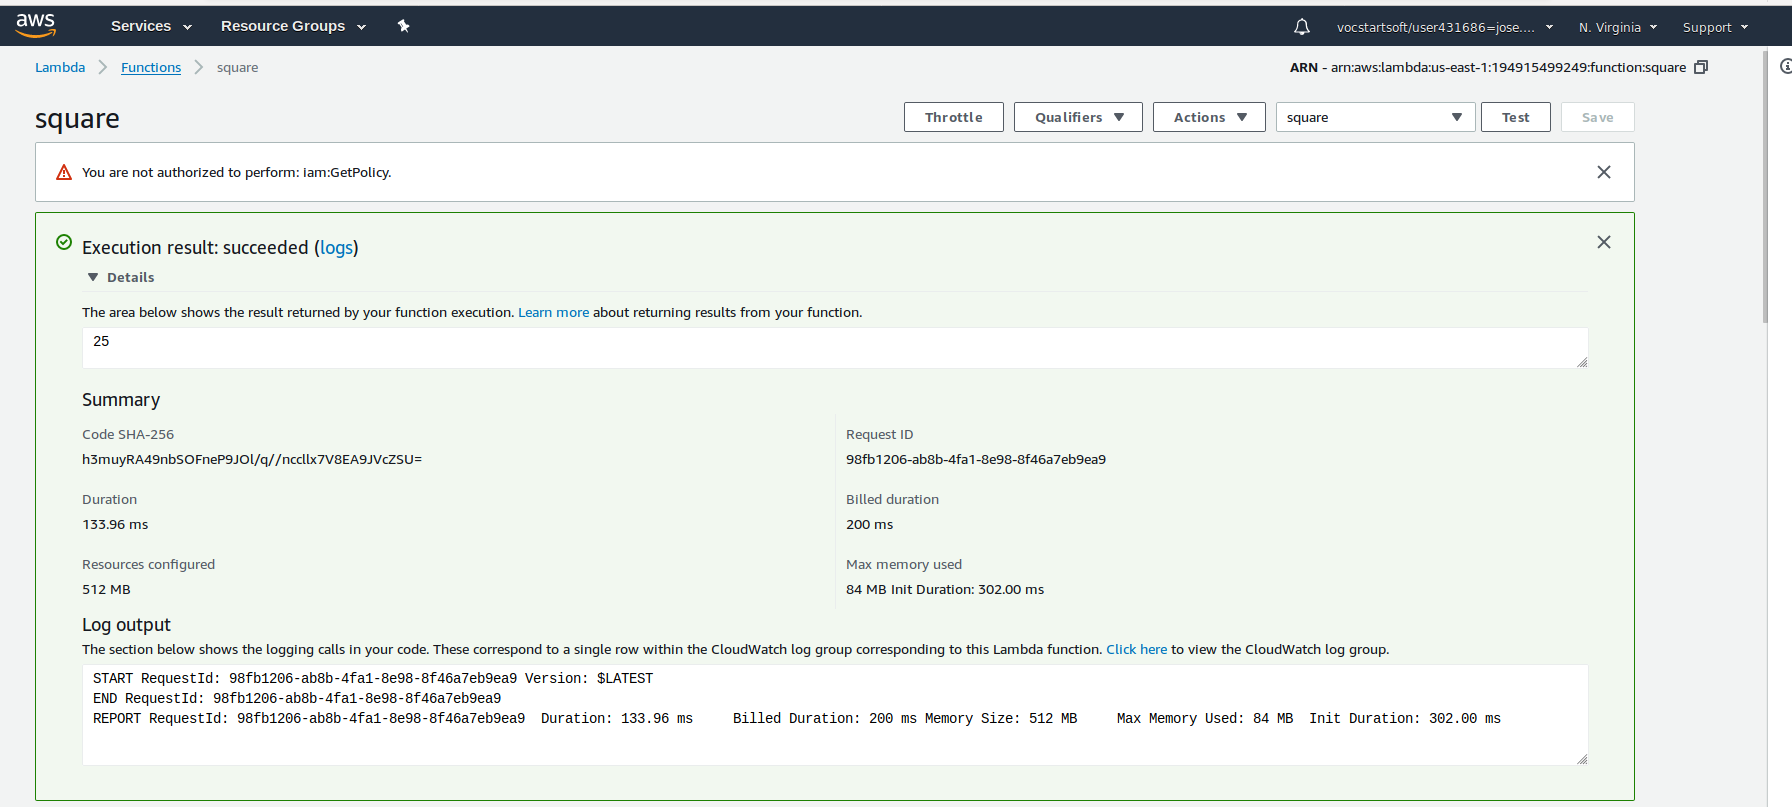 aws Services Resource Groups vocstartsoft/user431686=jose.... N. Virginia Support
Lambda Functions square ARN - arn:aws:lambda:us-east-1:194915499249:function:square
square Throttle Qualifiers Actions square Test Save
You are not authorized to perform: iam:GetPolicy.
Execution result: succeeded (logs)
Details
The area below shows the result returned by your function execution. Learn more about returning results from your function.
25
Summary
Code SHA-256 Request ID
h3muyRA49nbSOFneP9JOl/q//nccllx7V8EA9JVcZSU= 98fb1206-ab8b-4fa1-8e98-8f46a7eb9ea9
Duration Billed duration
133.96 ms 200 ms
Resources configured Max memory used
512 MB 84 MB Init Duration: 302.00 ms
Log output
The section below shows the logging calls in your code. These correspond to a single row within the CloudWatch log group corresponding to this Lambda function. Click here to view the CloudWatch log group.
START RequestId: 98fb1206-ab8b-4fa1-8e98-8f46a7eb9ea9 Version: $LATEST
END RequestId: 98fb1206-ab8b-4fa1-8e98-8f46a7eb9ea9
REPORT RequestId: 98fb1206-ab8b-4fa1-8e98-8f46a7eb9ea9 Duration: 133.96 ms Billed Duration: 200 ms Memory Size: 512 MB Max Memory Used: 84 MB Init Duration: 302.00 ms